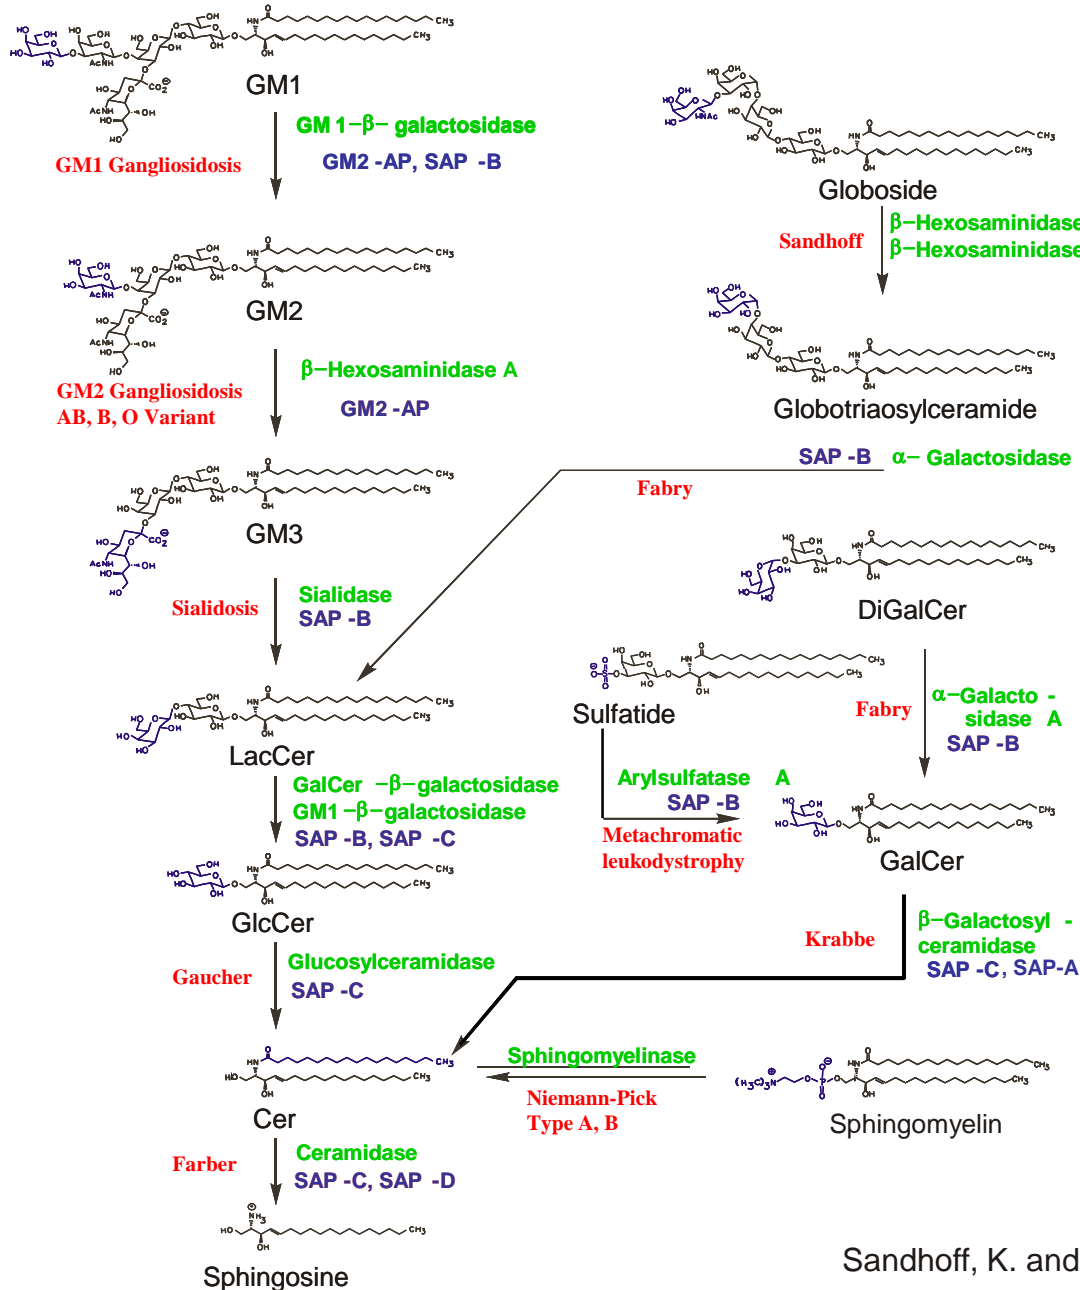 GM1
GM1-β- galactosidase
GM2 -AP, SAP -B
GM1 Gangliosidosis
GM2
β-Hexosaminidase A
GM2 -AP
GM2 Gangliosidosis
AB, B, O Variant
GM3
Sialidase
SAP -B
Sialidosis
LacCer
GalCer -β-galactosidase
GM1 -β-galactosidase
SAP -B, SAP -C
GlcCer
Glucosylceramidase
SAP -C
Gaucher
Cer
Ceramidase
SAP -C, SAP -D
Farber
Sphingosine
Globoside
β-Hexosaminidase
β-Hexosaminidase
Sandhoff
Globotriaosylceramide
SAP -B α- Galactosidase
Fabry
DiGalCer
α-Galacto -
sidase A
SAP -B
Fabry
Sulfatide
Arylsulfatase A
SAP -B
Metachromatic
leukodystrophy
GalCer
β-Galactosyl -
ceramidase
SAP -C, SAP-A
Krabbe
Sphingomyelinase
Niemann-Pick
Type A, B
Sphingomyelin
Sandhoff, K. and